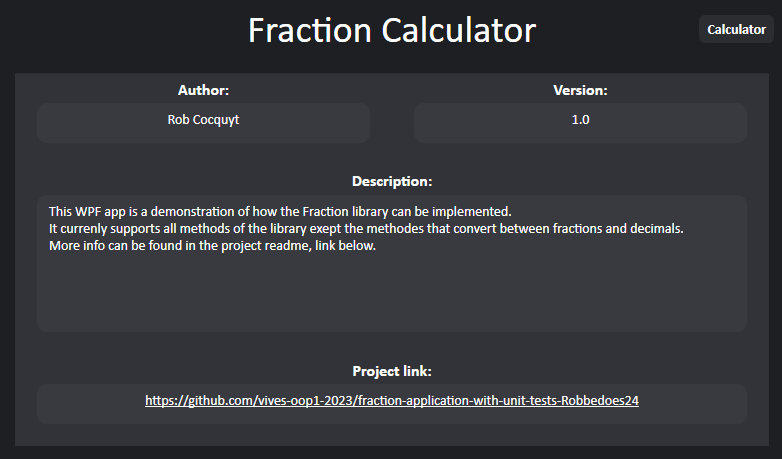 Fraction Calculator
Calculator
Author:
Version:
Rob Cocquyt
1.0
Description:
This WPF app is a demonstration of how the Fraction library can be implemented.
It currenly supports all methods of the library exept the methodes that convert between fractions and decimals.
More info can be found in the project readme, link below.
Project link:
https://github.com/vives-oop1-2023/fraction-application-with-unit-tests-Robbedoes24